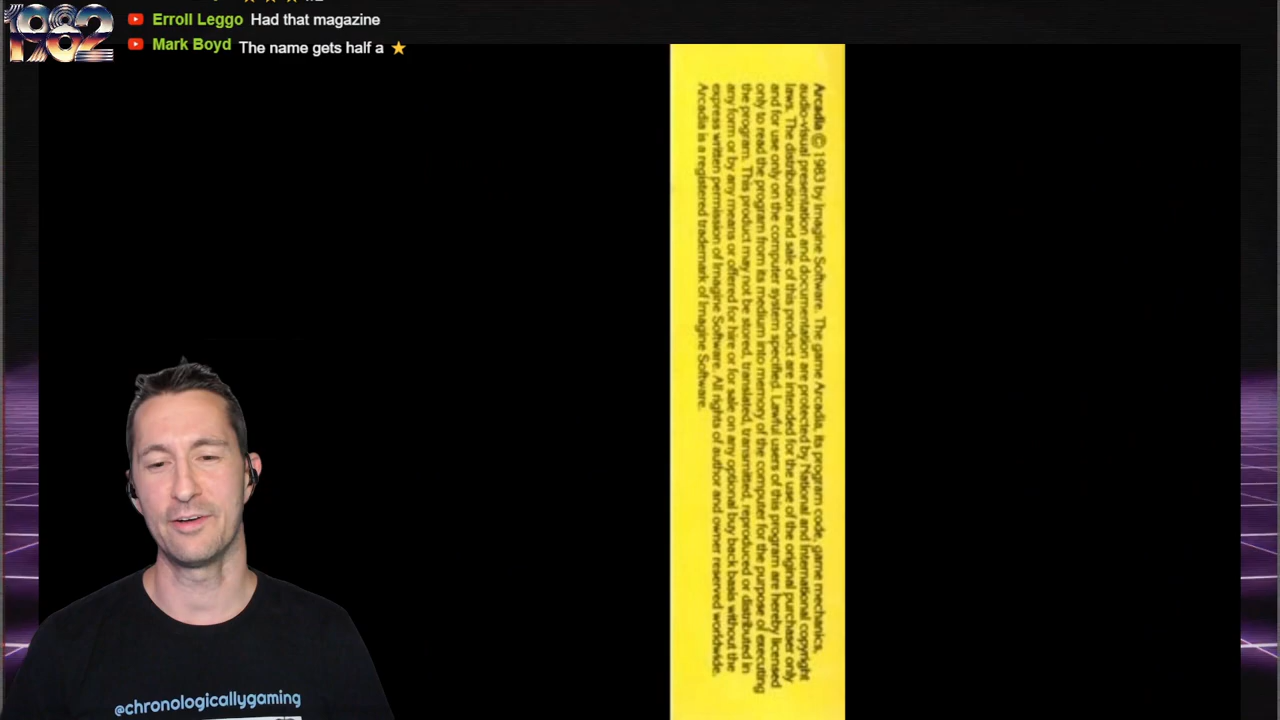 1982
Erroll Leggo Had that magazine
Mark Boyd The name gets half a
Arcadia © 1983 by Imagine Software. The game Arcadia, its program code, game mechanics,
audio-visual presentation and documentation are protected by National and International copyright
laws. The distribution and sale of this product are intended for the use of the original purchaser only
and for use only on the computer system specified. Lawful users of this program are hereby licensed
only to read the program from its medium into memory of the computer for the purpose of executing
the program. This product may not be stored, translated, transmitted, reproduced or distributed in
any form or by any means or offered for hire or for sale on any optional buy back basis without the
express written permission of Imagine Software. All rights of author and owner reserved worldwide.
Arcadia is a registered trademark of Imagine Software.
@chronologicallygaming